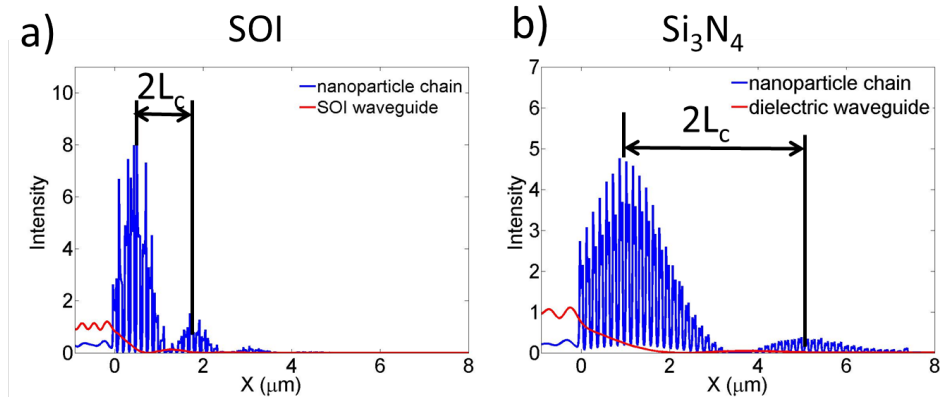 a) SOI
2Lc
nanoparticle chain
SOI waveguide
Intensity
10
8
6
4
2
0
0 2 4 6 8
X (μm)
b) Si3N4
2Lc
nanoparticle chain
dielectric waveguide
Intensity
7
6
5
4
3
2
1
0
0 2 4 6 8
X (μm)